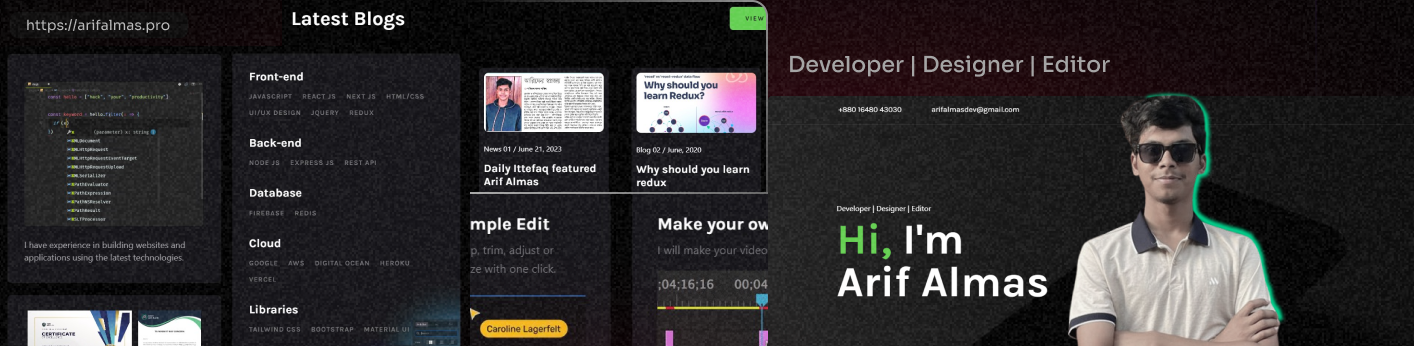 https://arifalmas.pro
Latest Blogs
VIEW
const hello = ["Hack", "your", "productivity"]
I have experience in building websites and
applications using the latest technologies.
CERTIFICATE
Front-end
JAVASCRIPT REACT JS NEXT JS HTML/CSS
UI/UX DESIGN JQUERY REDUX
Back-end
NODE JS EXPRESS JS REST API
Database
FIREBASE REDIS
Cloud
GOOGLE AWS DIGITAL OCEAN HEROKU
VERCEL
Libraries
TAILWIND CSS BOOTSTRAP MATERIAL UI
News 01 / June 21, 2023
Daily Ittefaq featured
Arif Almas
Why should you
learn Redux?
Blog 02 / June, 2020
Why should you learn
redux
mple Edit
p, trim, adjust or
ze with one click.
Caroline Lagerfelt
Make your ow
I will make your video
;04;16;16 00;04
Developer | Designer | Editor
+880 16480 43030 arifalmasdev@gmail.com
Developer | Designer | Editor
Hi, I'm
Arif Almas